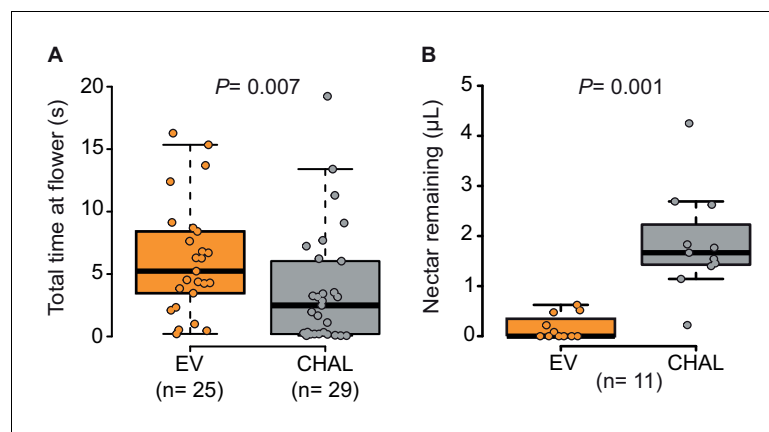 A
P= 0.007
Total time at flower (s)
20
15
10
5
0
EV
(n= 25)
CHAL
(n= 29)
B
P= 0.001
Nectar remaining (µL)
5
4
3
2
1
0
EV
CHAL
(n= 11)